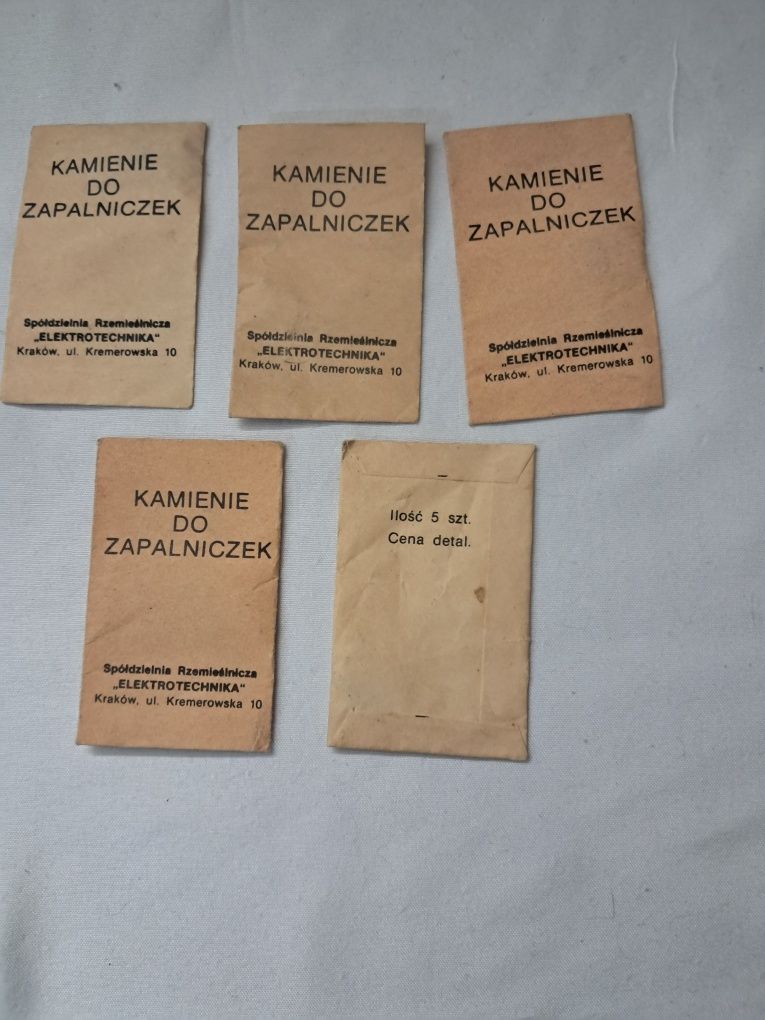 KAMIENIE
DO
ZAPALNICZEK
Spółdzielnia Rzemieślnicza
„ELEKTROTECHNIKA"
Kraków, ul. Kremerowska 10
KAMIENIE
DO
ZAPALNICZEK
Spółdzielnia Rzemieślnicza
„ELEKTROTECHNIKA"
Kraków, ul. Kremerowska 10
KAMIENIE
DO
ZAPALNICZEK
Spółdzielnia Rzemieślnicza
„ELEKTROTECHNIKA"
Kraków, ul. Kremerowska 10
KAMIENIE
DO
ZAPALNICZEK
Spółdzielnia Rzemieślnicza
„ELEKTROTECHNIKA"
Kraków, ul. Kremerowska 10
Ilość 5 szt.
Cena detal.